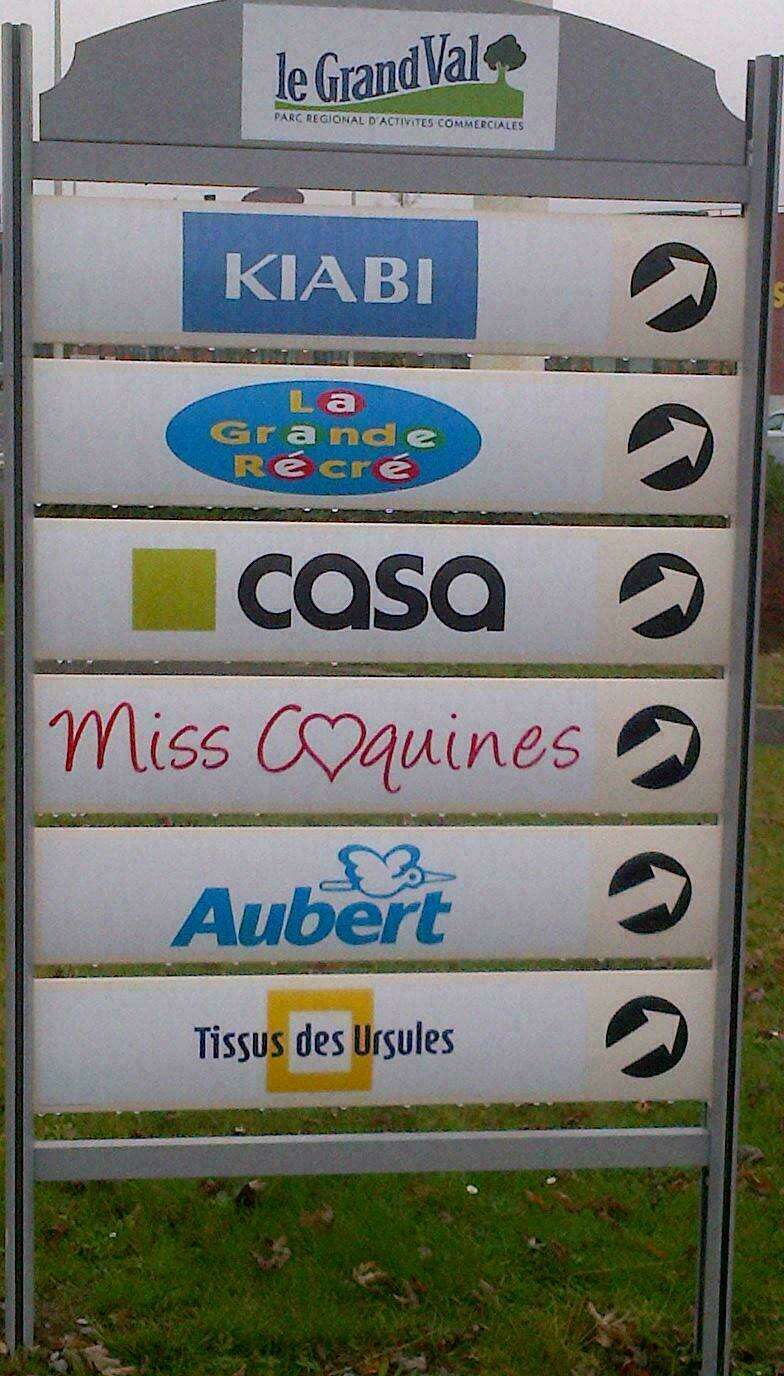 le Grand Val
PARC REGIONAL D'ACTIVITES COMMERCIALES
KIABI
La
Grande
Récré
casa
Miss Coquines
Aubert
Tissus des Ursules